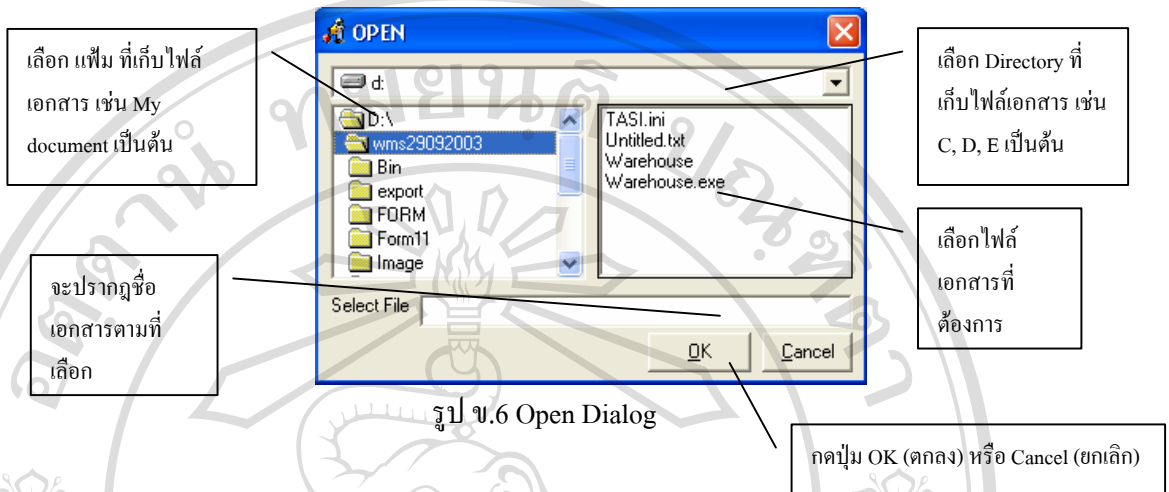 OPEN
เลือก แฟ้ม ที่เก็บไฟล์
เอกสาร เช่น My
document เป็นต้น
เลือก Directory ที่
เก็บไฟล์เอกสาร เช่น
C, D, E เป็นต้น
d:
D:\
wms29092003
Bin
export
FORM
Form11
Image
TASI.ini
Untitled.txt
Warehouse
Warehouse.exe
เลือกไฟล์
เอกสารที่
ต้องการ
จะปรากฎชื่อ
เอกสารตามที่
เลือก
Select File
OK
Cancel
รูป ข.6 Open Dialog
กดปุ่ม OK (ตกลง) หรือ Cancel (ยกเลิก)